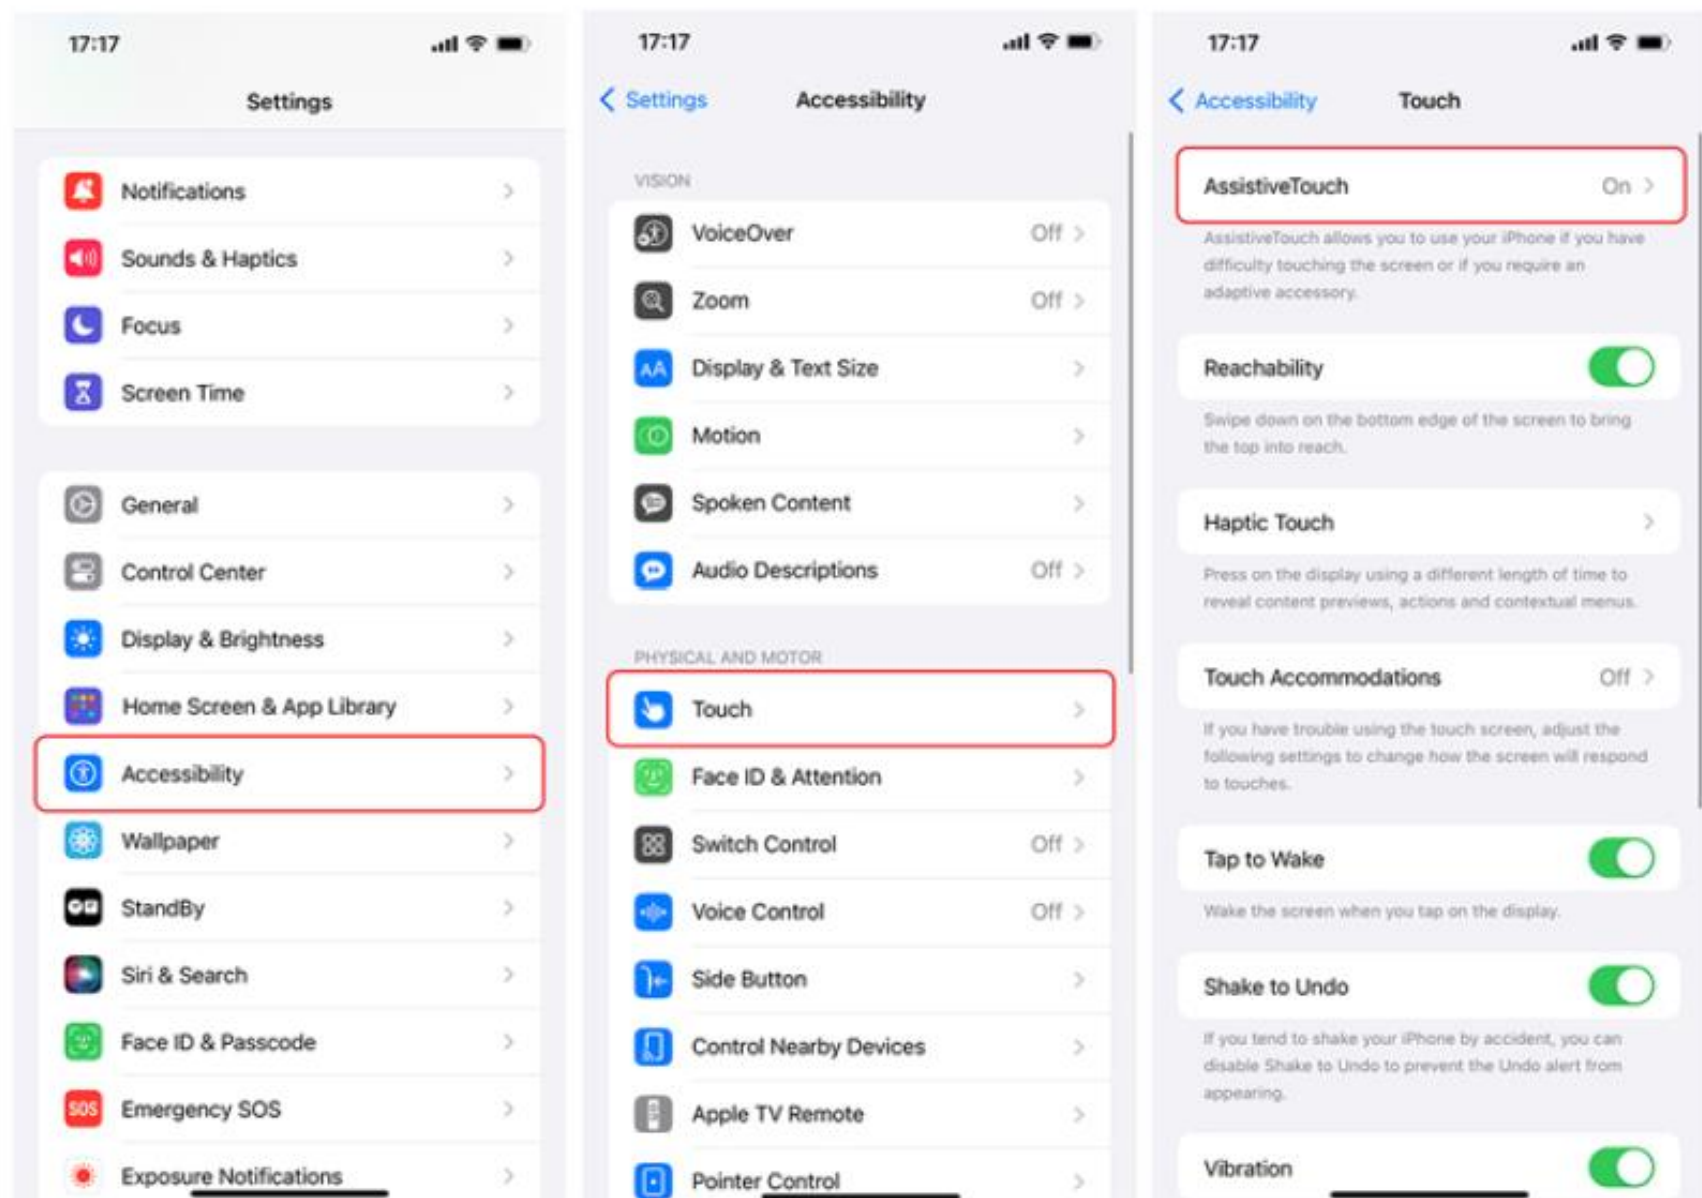 17:17
Settings
Notifications
Sounds & Haptics
Focus
Screen Time
General
Control Center
Display & Brightness
Home Screen & App Library
Accessibility
Wallpaper
StandBy
Siri & Search
Face ID & Passcode
SOS Emergency SOS
Exposure Notifications
17:17
Settings Accessibility
VISION
VoiceOver Off
Zoom Off
AA Display & Text Size
Motion
Spoken Content
Audio Descriptions Off
PHYSICAL AND MOTOR
Touch
Face ID & Attention
Switch Control Off
Voice Control Off
Side Button
Control Nearby Devices
Apple TV Remote
Pointer Control
17:17
Accessibility Touch
AssistiveTouch On
AssistiveTouch allows you to use your iPhone if you have
difficulty touching the screen or if you require an
adaptive accessory.
Reachability
Swipe down on the bottom edge of the screen to bring
the top into reach.
Haptic Touch
Press on the display using a different length of time to
reveal content previews, actions and contextual menus.
Touch Accommodations Off
If you have trouble using the touch screen, adjust the
following settings to change how the screen will respond
to touches.
Tap to Wake
Wake the screen when you tap on the display.
Shake to Undo
If you tend to shake your iPhone by accident, you can
disable Shake to Undo to prevent the Undo alert from
appearing.
Vibration